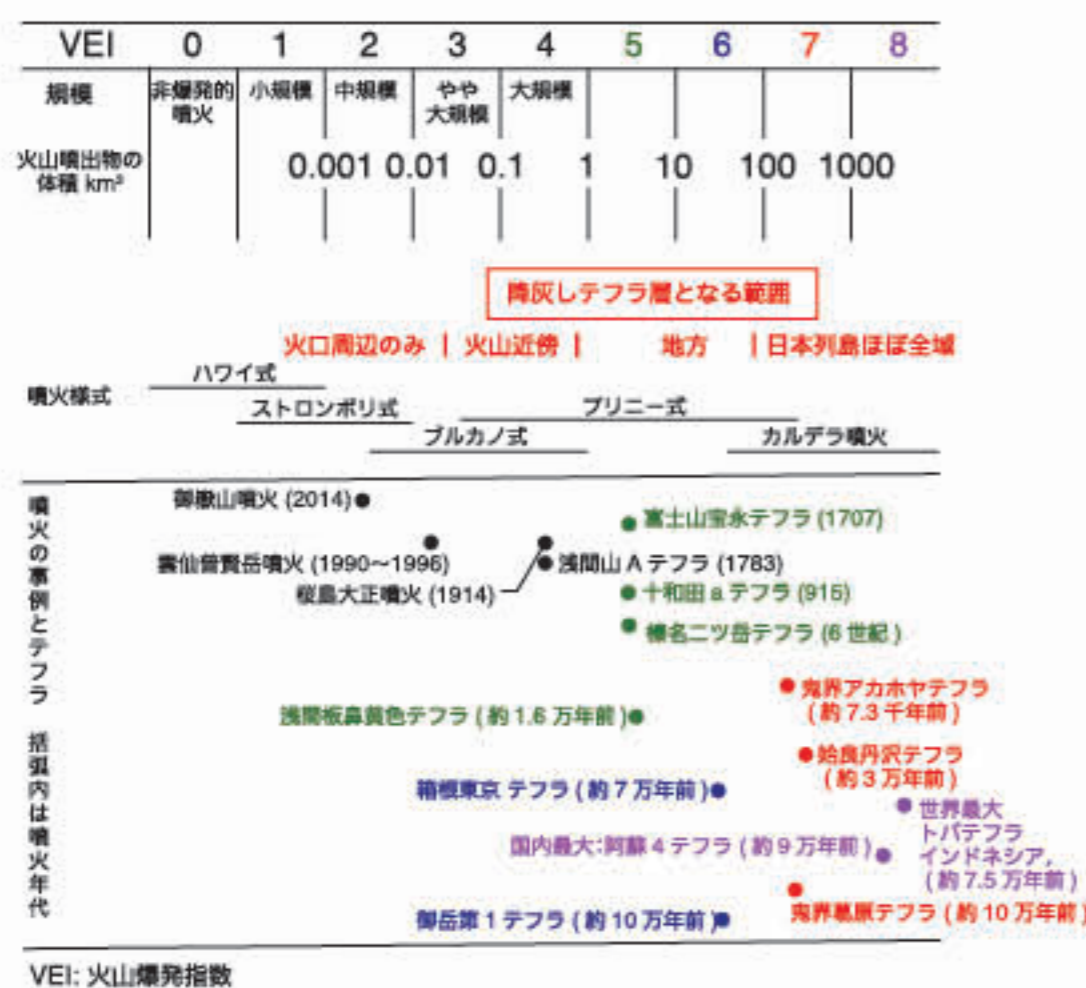 VEI 0 1 2 3 4 5 6 7 8
規模 非爆発的噴火 小規模 中規模 やや大規模 大規模
火山噴出物の体積 km³ 0.001 0.01 0.1 1 10 100 1000
降灰しテフラ層となる範囲
火口周辺のみ | 火山近傍 | 地方 | 日本列島ほぼ全域
噴火様式
ハワイ式
ストロンボリ式
プリニー式
ブルカノ式
カルデラ噴火
噴火の事例とテフラ 括弧内は噴火年代
御嶽山噴火 (2014)
富士山宝永テフラ (1707)
雲仙普賢岳噴火 (1990〜1996)
浅間山 A テフラ (1783)
桜島大正噴火 (1914)
十和田 a テフラ (915)
榛名二ツ岳テフラ (6 世紀 )
鬼界アカホヤテフラ
( 約 7.3 千年前 )
浅間板鼻黄色テフラ ( 約 1.6 万年前 )
姶良丹沢テフラ
( 約 3 万年前 )
箱根東京 テフラ ( 約 7 万年前 )
世界最大
トバテフラ
インドネシア,
( 約 7.5 万年前 )
国内最大:阿蘇 4 テフラ ( 約 9 万年前 )
鬼界葛原テフラ ( 約 10 万年前 )
御岳第 1 テフラ ( 約 10 万年前 )
VEI: 火山爆発指数